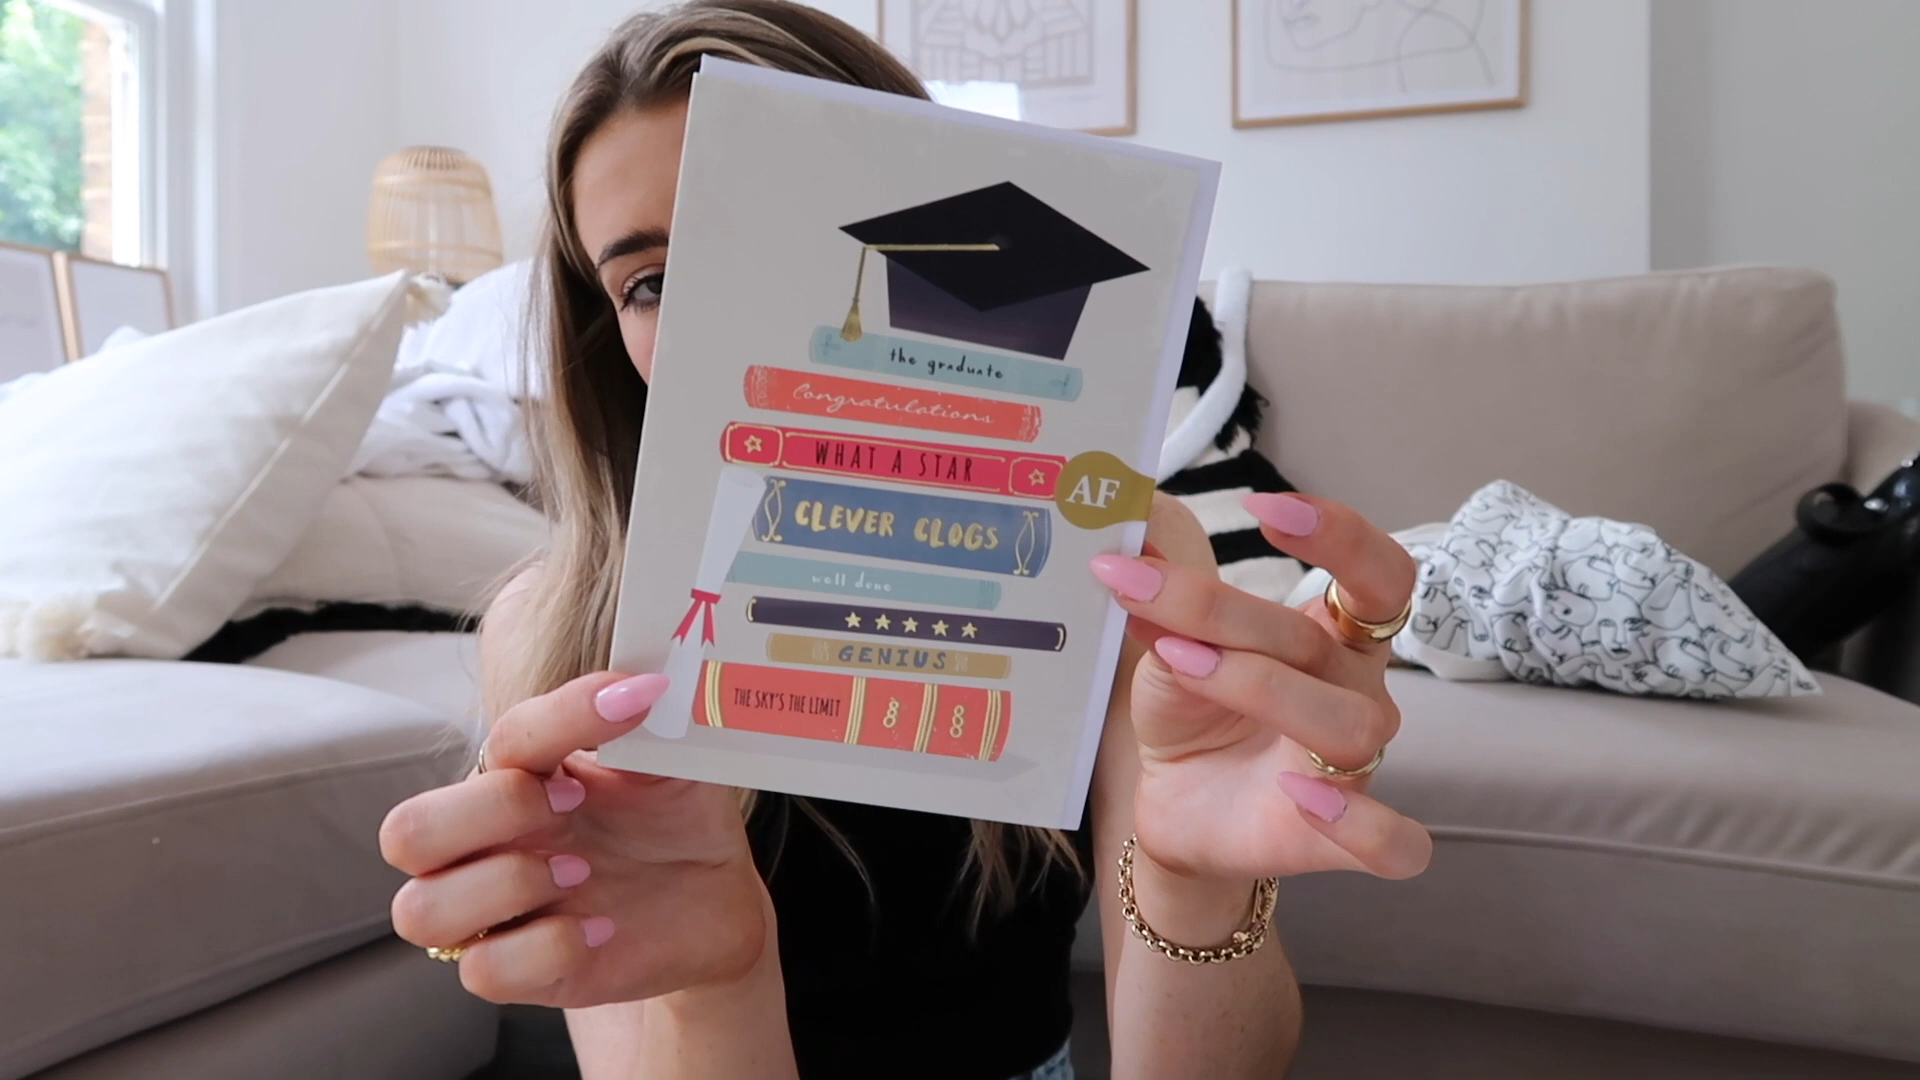 the graduate
Congratulations
WHAT A STAR
AF
CLEVER CLOGS
well done
GENIUS
THE SKY'S THE LIMIT